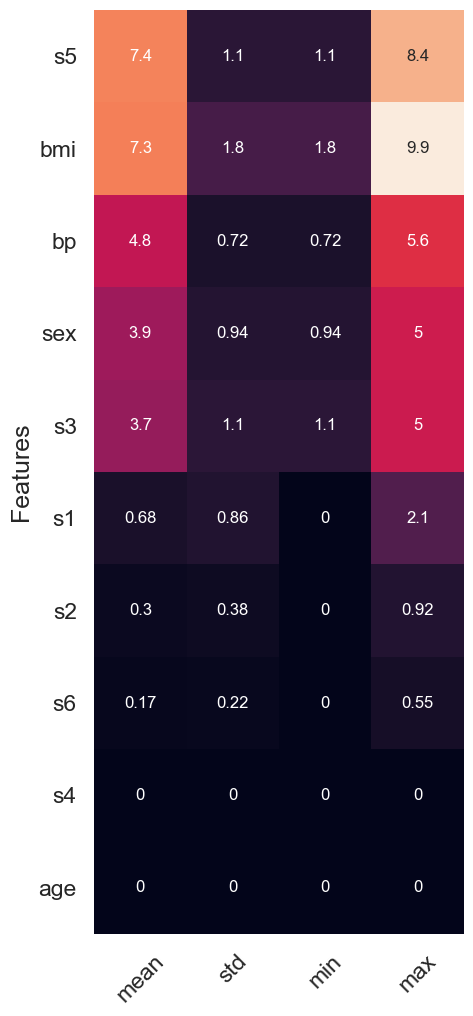 Features
s5 7.4 1.1 1.1 8.4
bmi 7.3 1.8 1.8 9.9
bp 4.8 0.72 0.72 5.6
sex 3.9 0.94 0.94 5
s3 3.7 1.1 1.1 5
s1 0.68 0.86 0 2.1
s2 0.3 0.38 0 0.92
s6 0.17 0.22 0 0.55
s4 0 0 0 0
age 0 0 0 0
mean std min max